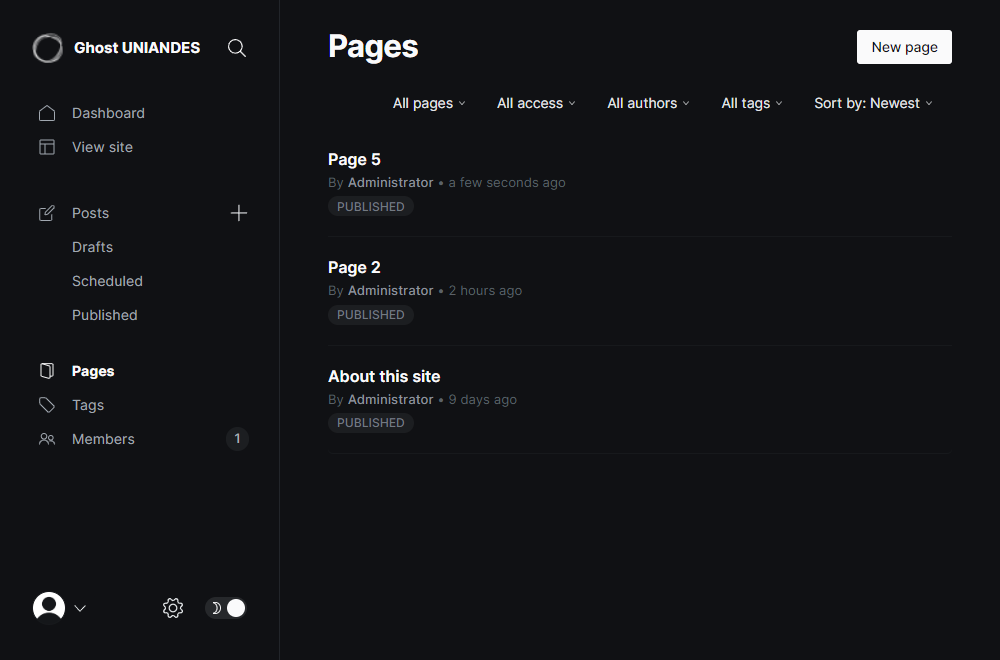 Ghost UNIANDES
Dashboard
View site
Posts
Drafts
Scheduled
Published
Pages
Tags
Members 1
Pages
New page
All pages All access All authors All tags Sort by: Newest
Page 5
By Administrator • a few seconds ago
PUBLISHED
Page 2
By Administrator • 2 hours ago
PUBLISHED
About this site
By Administrator • 9 days ago
PUBLISHED